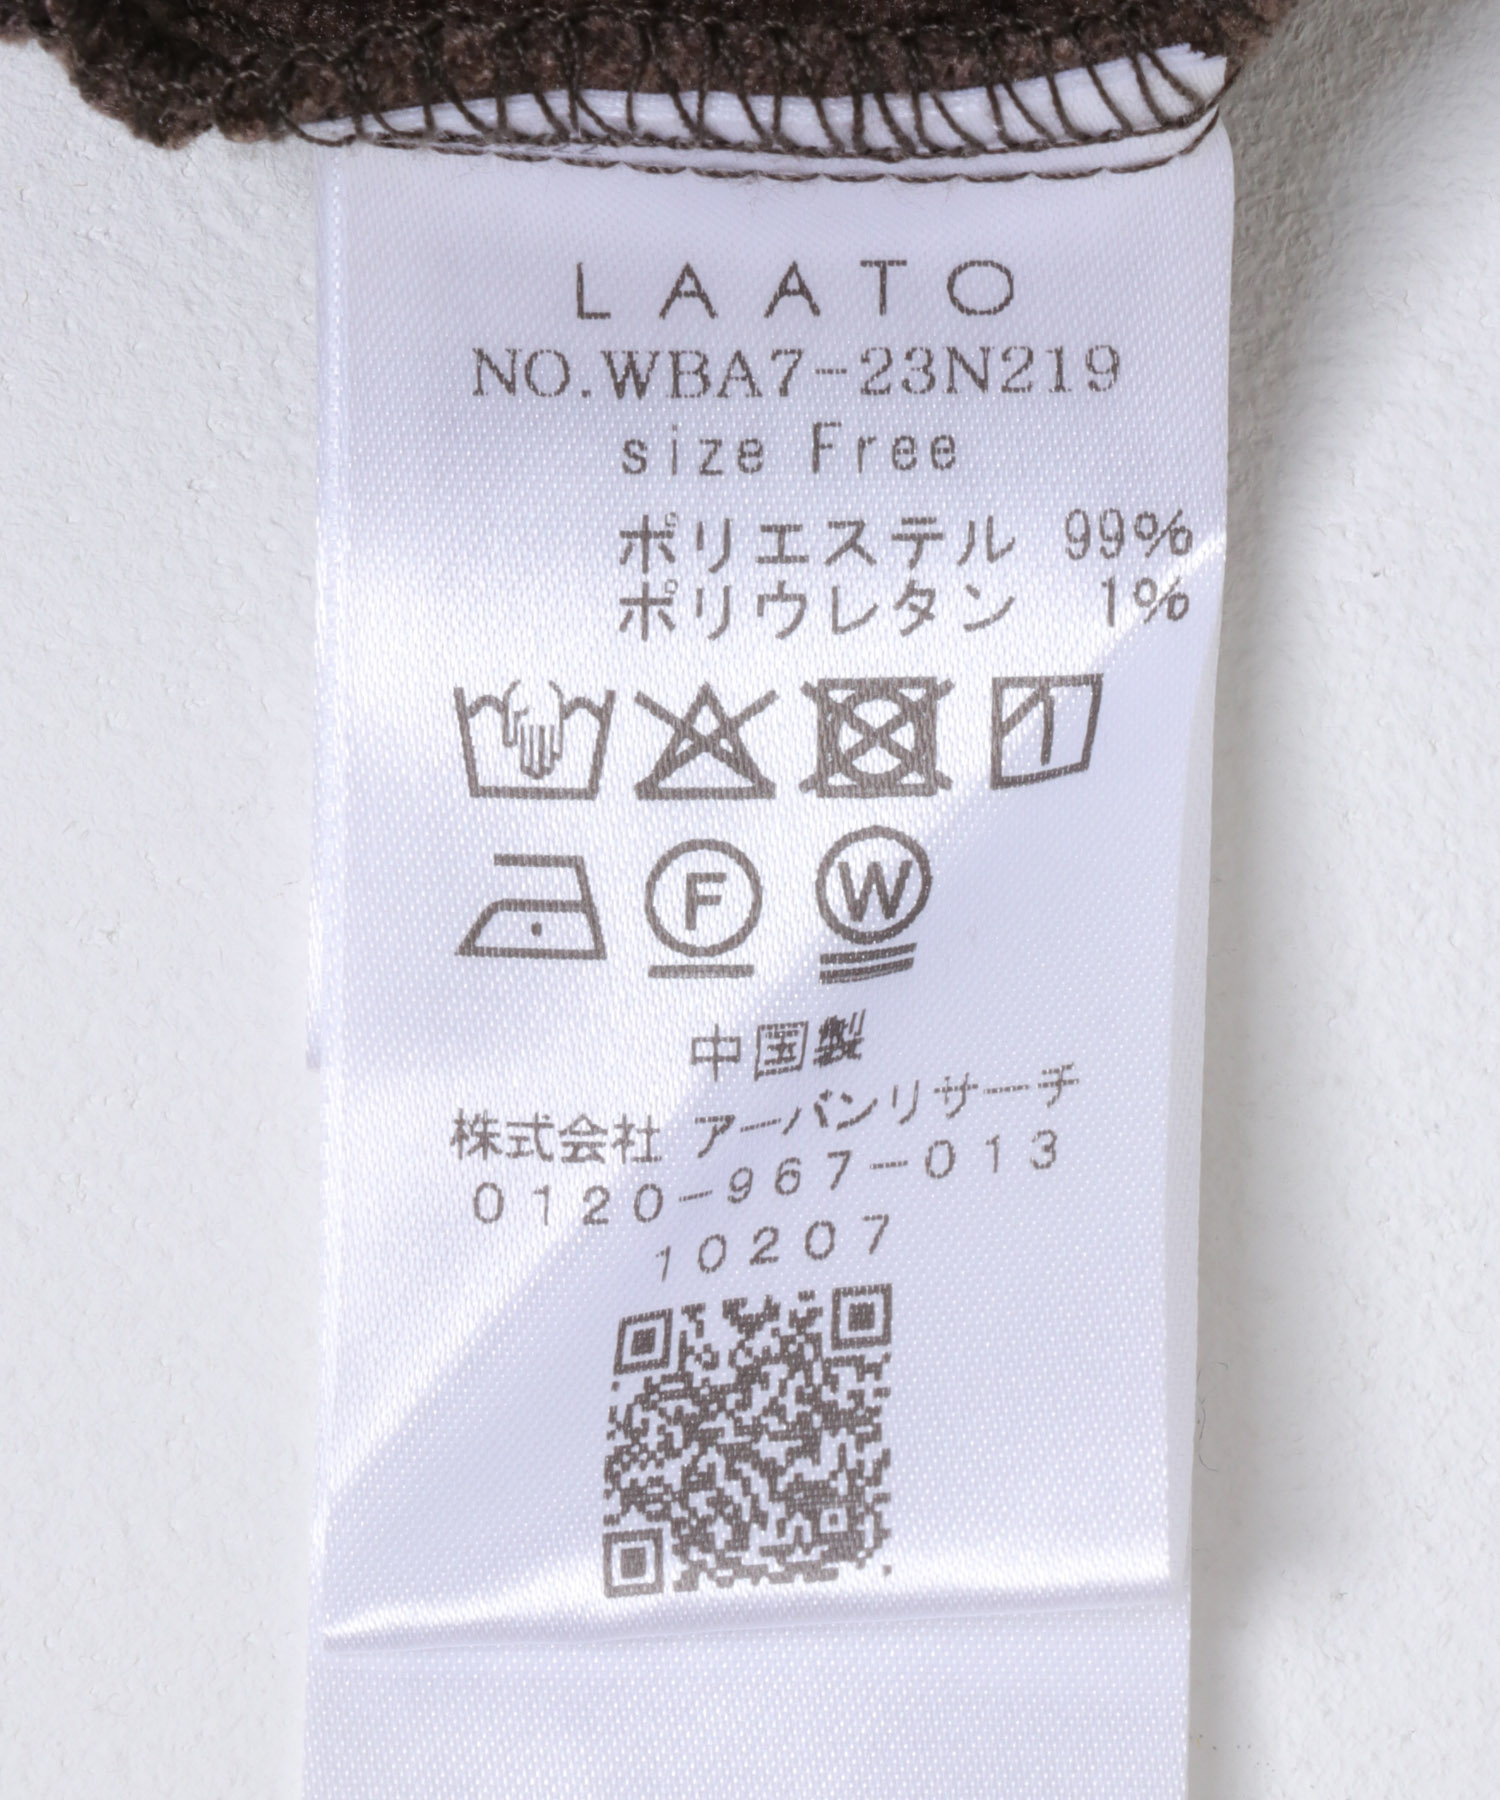 LAATO
NO.WBA7-23N219
size Free
ポリエステル 99%
ポリウレタン 1%
F W
中国製
株式会社 アーバンリサーチ
0120-967-013
10207